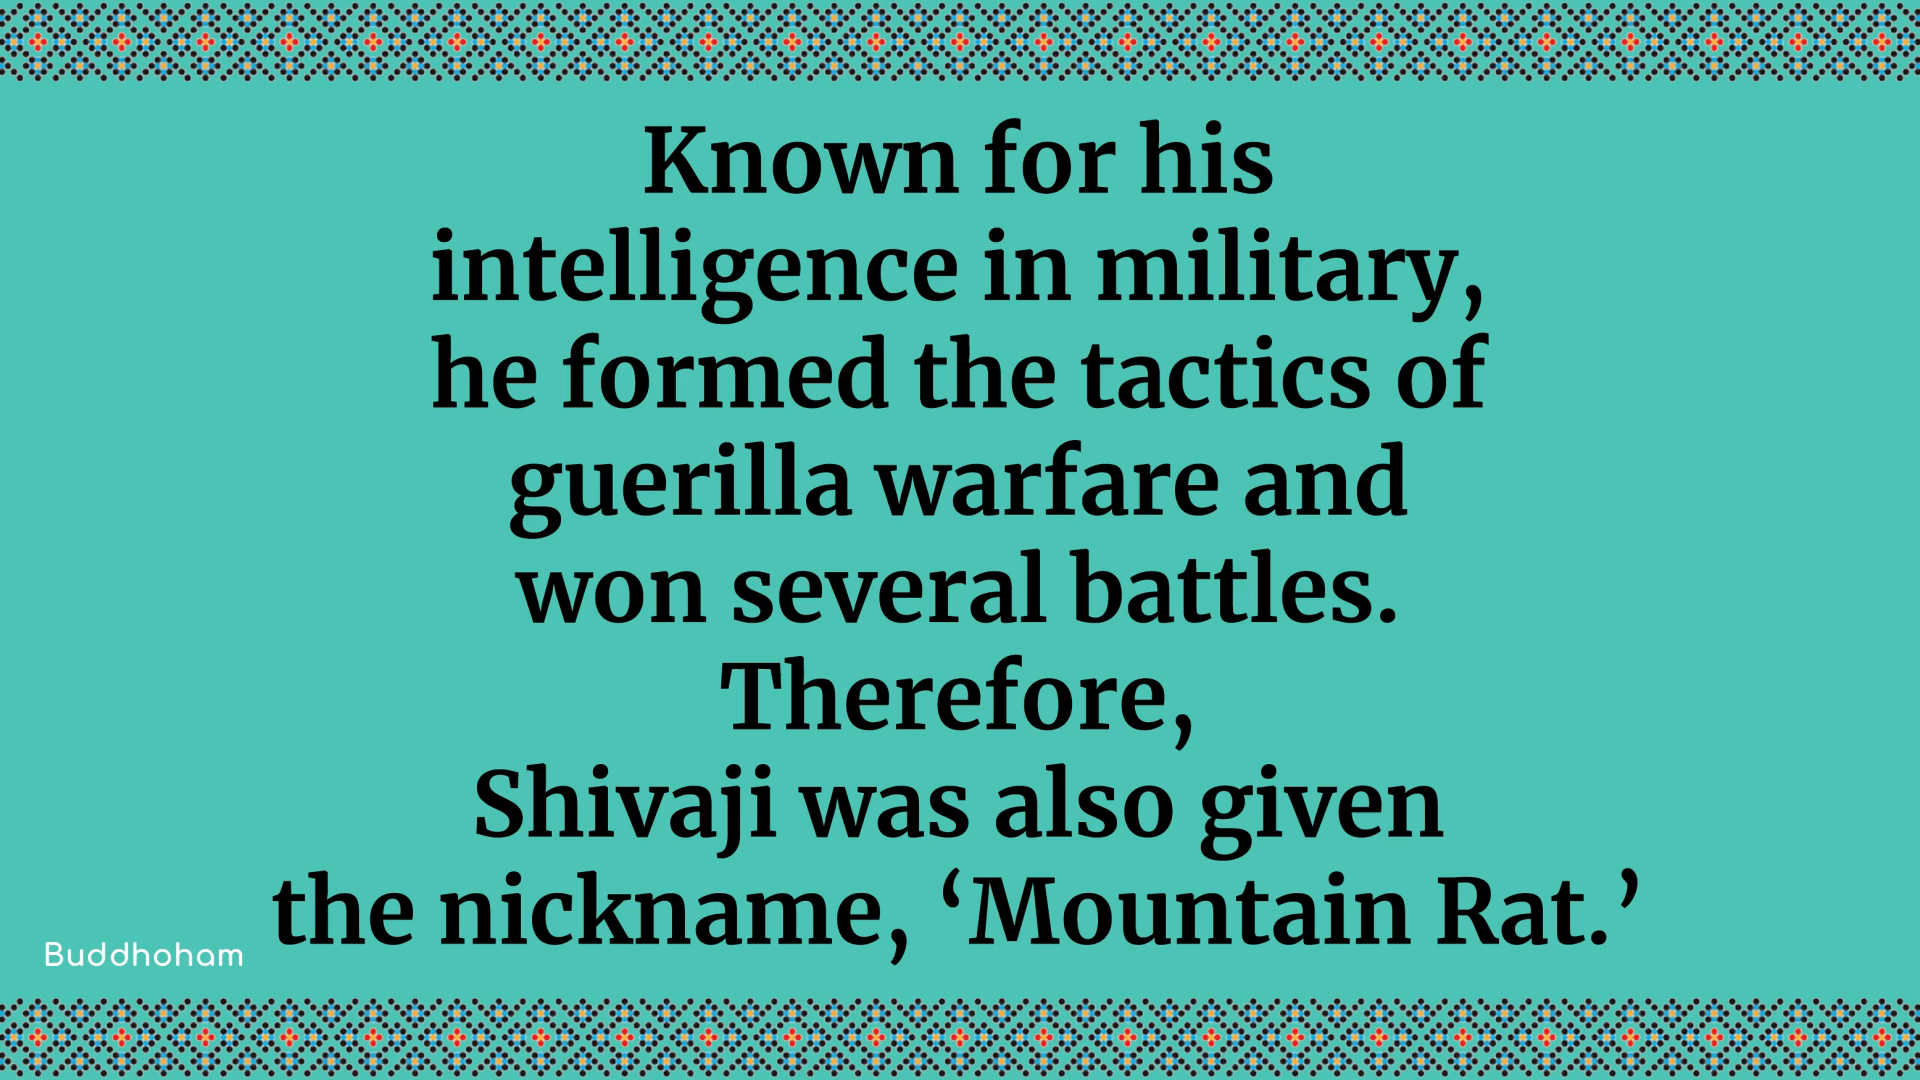 Known for his
intelligence in military,
he formed the tactics of
guerilla warfare and
won several battles.
Therefore,
Shivaji was also given
the nickname, ‘Mountain Rat.’
Buddhoham